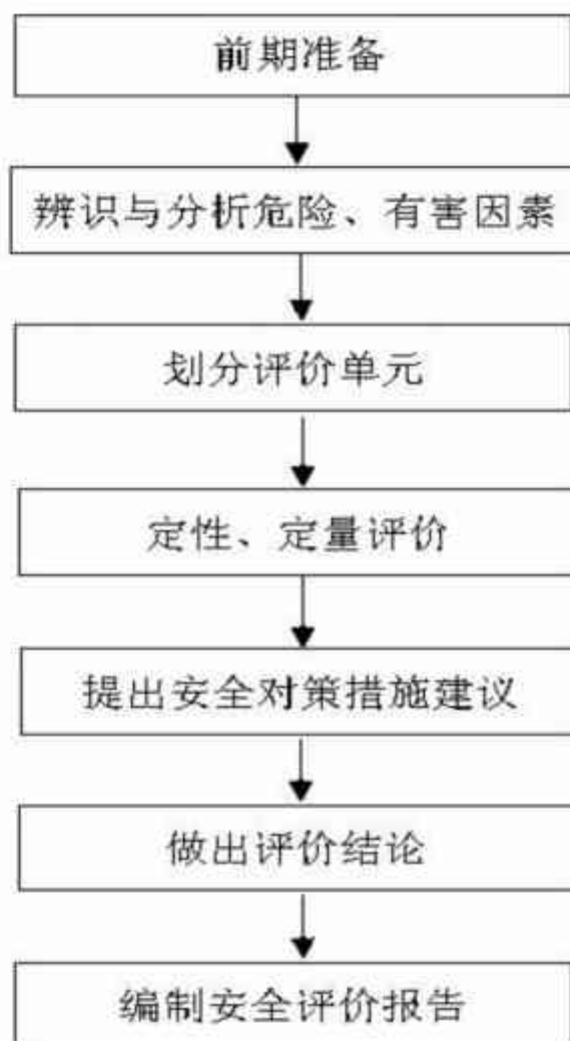 前期准备
辨识与分析危险、有害因素
划分评价单元
定性、定量评价
提出安全对策措施建议
做出评价结论
编制安全评价报告